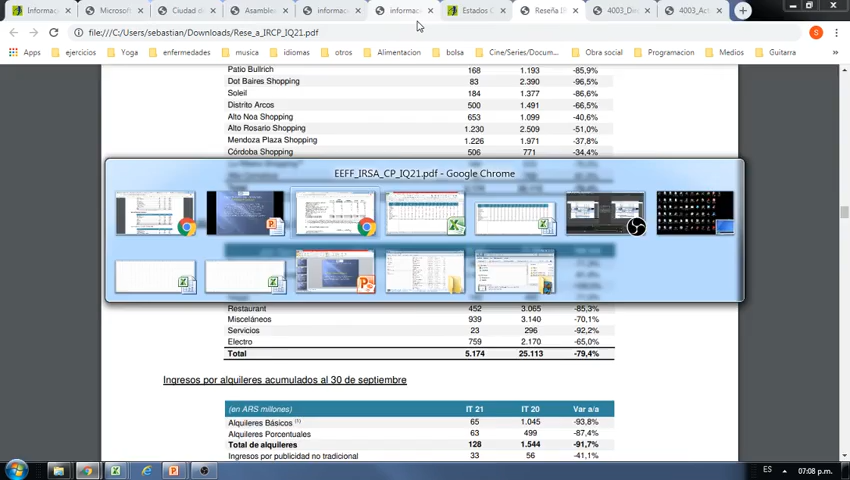 Informaci
Microsoft
Ciudad d
Asamblea
informac
informac
Estados C
Reseña I
4003_Dic
4003_Act
file:///C:/Users/sebastian/Downloads/Rese_a_IRCP_IQ21.pdf
Apps ejercicios Yoga enfermedades musica idiomas otros Alimentacion bolsa Cine/Series/Docum... Obra social Programacion Medios Guitarra
Patio Bullrich 168 1.193 -85,9%
Dot Baires Shopping 83 2.390 -96,5%
Soleil 184 1.377 -86,6%
Distrito Arcos 500 1.491 -66,5%
Alto Noa Shopping 653 1.099 -40,6%
Alto Rosario Shopping 1.230 2.509 -51,0%
Mendoza Plaza Shopping 1.226 1.971 -37,8%
Córdoba Shopping 506 771 -34,4%
EEFF_IRSA_CP_IQ21.pdf - Google Chrome
Restaurant 452 3.065 -85,3%
Misceláneos 939 3.140 -70,1%
Servicios 23 296 -92,2%
Electro 759 2.170 -65,0%
Total 5.174 25.113 -79,4%
Ingresos por alquileres acumulados al 30 de septiembre
(en ARS millones) IT 21 IT 20 Var a/a
Alquileres Básicos (1) 65 1.045 -93,8%
Alquileres Porcentuales 63 499 -87,4%
Total de alquileres 128 1.544 -91,7%
Ingresos por publicidad no tradicional 33 56 -41,1%
ES 07:08 p.m.